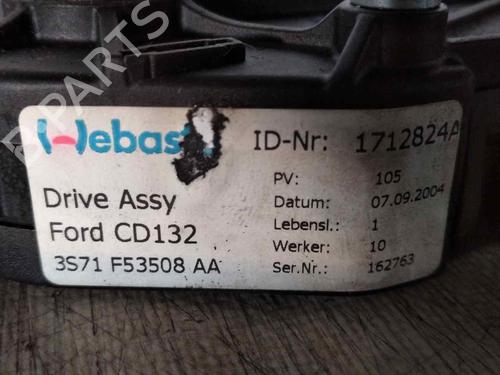 Webas
ID-Nr: 1712824A
PV: 105
Drive Assy
Datum: 07.09.2004
Ford CD132
Lebensl.: 1
Werker: 10
3S71 F53508 AA
Ser.Nr.: 162763